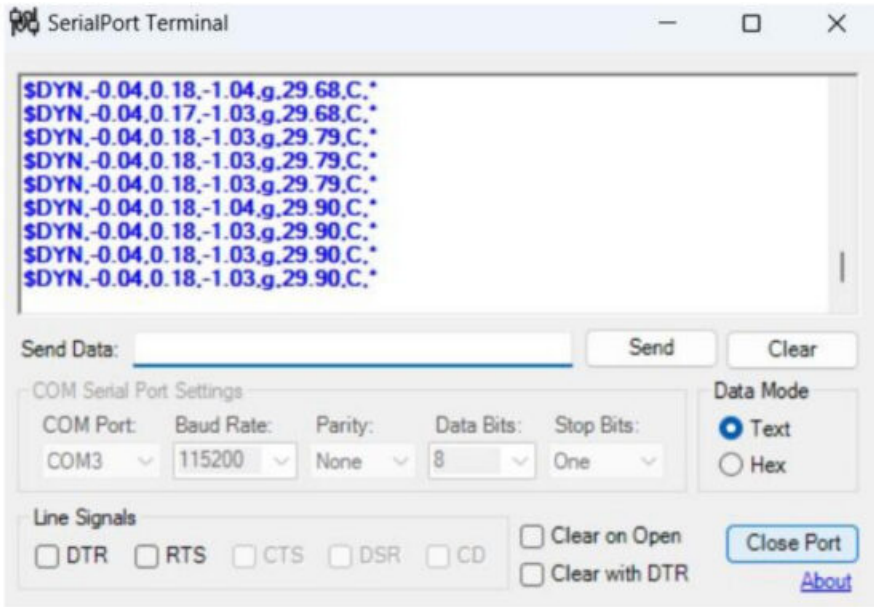 SerialPort Terminal
$DYN,-0.04,0.18,-1.04,g,29.68,C,*
$DYN,-0.04,0.17,-1.03,g,29.68,C,*
$DYN,-0.04,0.18,-1.03,g,29.79,C,*
$DYN,-0.04,0.18,-1.03,g,29.79,C,*
$DYN,-0.04,0.18,-1.03,g,29.79,C,*
$DYN,-0.04,0.18,-1.04,g,29.90,C,*
$DYN,-0.04,0.18,-1.03,g,29.90,C,*
$DYN,-0.04,0.18,-1.03,g,29.90,C,*
$DYN,-0.04,0.18,-1.03,g,29.90,C,*
Send Data: Send Clear
COM Serial Port Settings Data Mode
COM Port: Baud Rate: Parity: Data Bits: Stop Bits: Text
COM3 115200 None 8 One Hex
Line Signals Clear on Open Close Port
DTR RTS CTS DSR CD Clear with DTR About